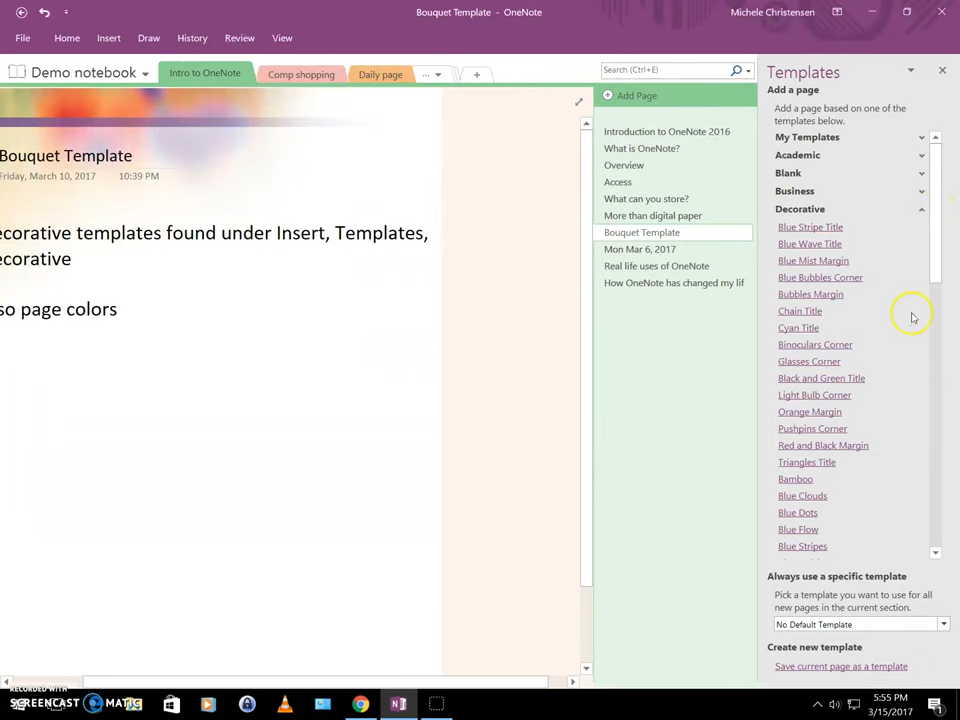 Bouquet Template - OneNote
Michele Christensen
File Home Insert Draw History Review View
Demo notebook
Intro to OneNote
Comp shopping
Daily page
...
+
Search (Ctrl+E)
Bouquet Template
Friday, March 10, 2017 10:39 PM
ecorative templates found under Insert, Templates,
ecorative
so page colors
Add Page
Introduction to OneNote 2016
What is OneNote?
Overview
Access
What can you store?
More than digital paper
Bouquet Template
Mon Mar 6, 2017
Real life uses of OneNote
How OneNote has changed my lif
Templates
Add a page
Add a page based on one of the
templates below.
My Templates
Academic
Blank
Business
Decorative
Blue Stripe Title
Blue Wave Title
Blue Mist Margin
Blue Bubbles Corner
Bubbles Margin
Chain Title
Cyan Title
Binoculars Corner
Glasses Corner
Black and Green Title
Light Bulb Corner
Orange Margin
Pushpins Corner
Red and Black Margin
Triangles Title
Bamboo
Blue Clouds
Blue Dots
Blue Flow
Blue Stripes
Always use a specific template
Pick a template you want to use for all
new pages in the current section.
No Default Template
Create new template
Save current page as a template
RECORDED WITH
SCREENCAST MATIC
5:55 PM
3/15/2017
1